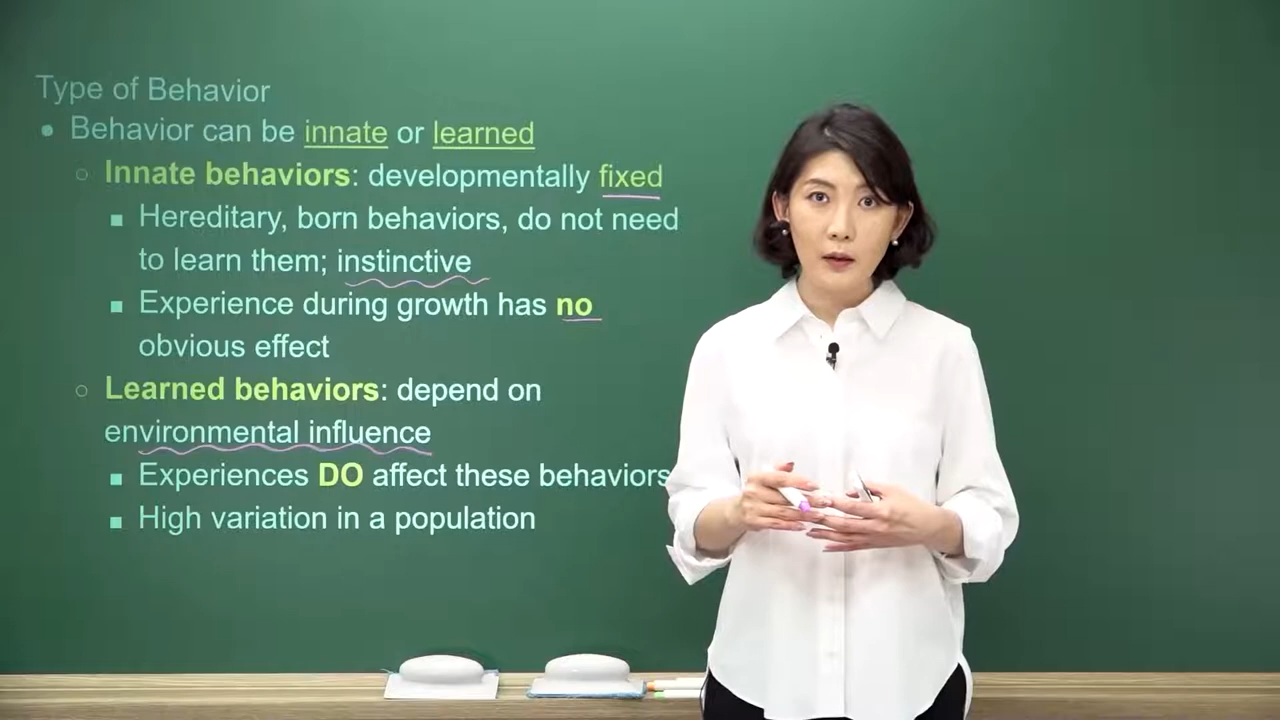 Type of Behavior
● Behavior can be innate or learned
○ Innate behaviors: developmentally fixed
■ Hereditary, born behaviors, do not need
to learn them; instinctive
■ Experience during growth has no
obvious effect
○ Learned behaviors: depend on
environmental influence
■ Experiences DO affect these behaviors
■ High variation in a population